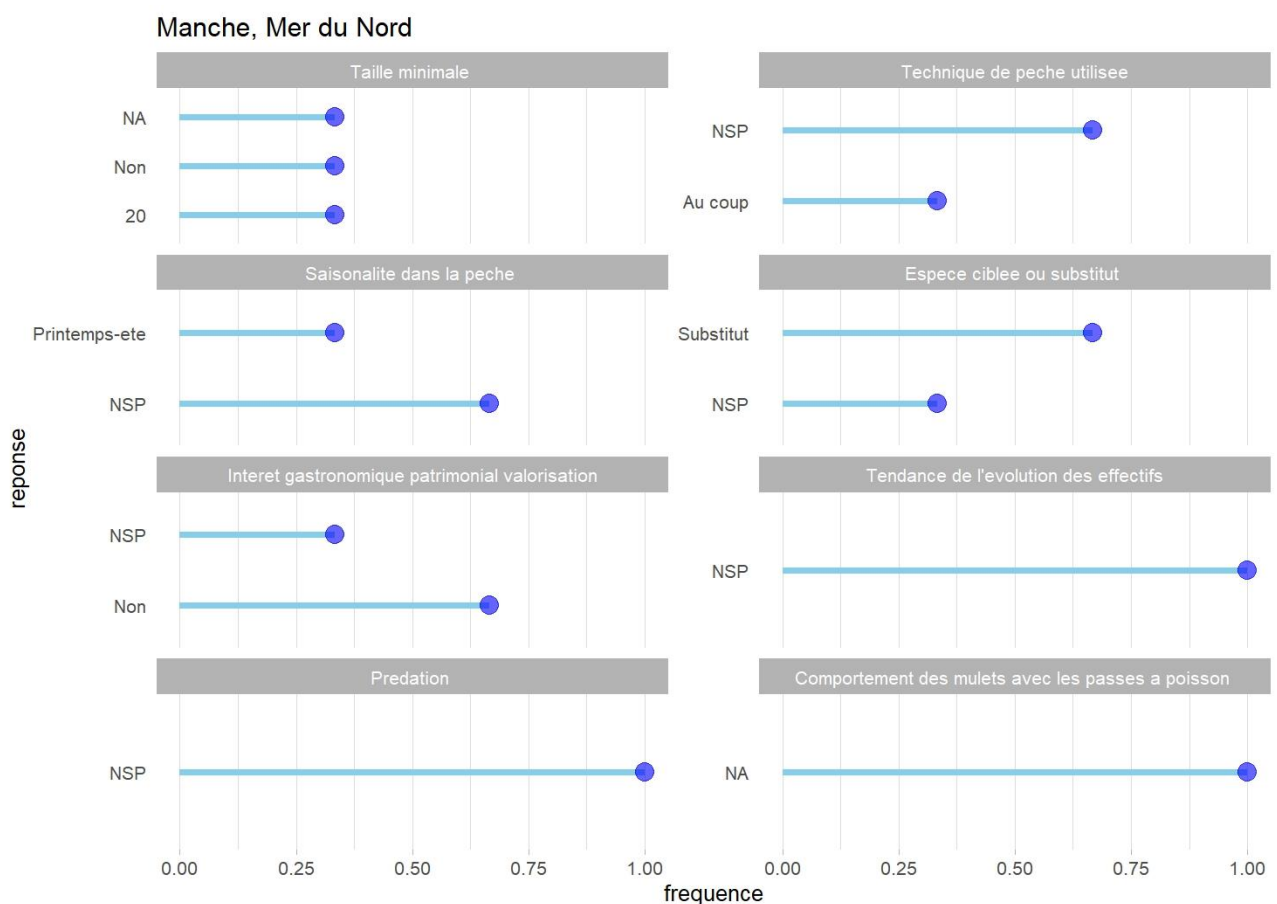 Manche, Mer du Nord
Taille minimale
NA
Non
20
Technique de peche utilisee
NSP
Au coup
Saisonalite dans la peche
Printemps-ete
NSP
Espece ciblee ou substitut
Substitut
NSP
Interet gastronomique patrimonial valorisation
NSP
Non
Tendance de l'evolution des effectifs
NSP
Predation
NSP
Comportement des mulets avec les passes a poisson
NA
0.00 0.25 0.50 0.75 1.00
0.00 0.25 0.50 0.75 1.00
frequence
reponse